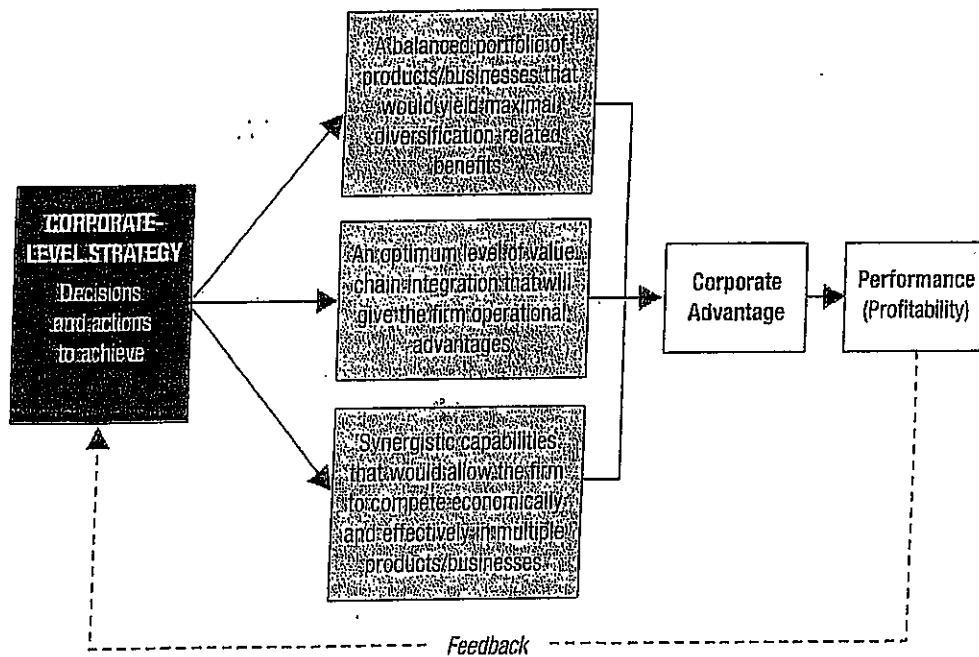 CORPORATE-
LEVEL STRATEGY
Decisions
and actions
to achieve
A balanced portfolio of
products/businesses that
would yield maximal
diversification-related
benefits
An optimum level of value
chain integration that will
give the firm operational
advantages
Synergistic capabilities
that would allow the firm
to compete economically
and effectively in multiple
products/businesses
Corporate
Advantage
Performance
(Profitability)
Feedback